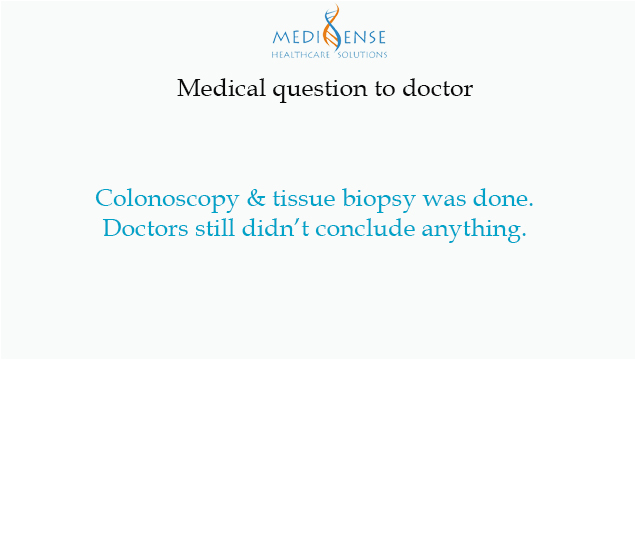 MEDISENSE
HEALTHCARE SOLUTIONS
Medical question to doctor
Colonoscopy & tissue biopsy was done.
Doctors still didn't conclude anything.